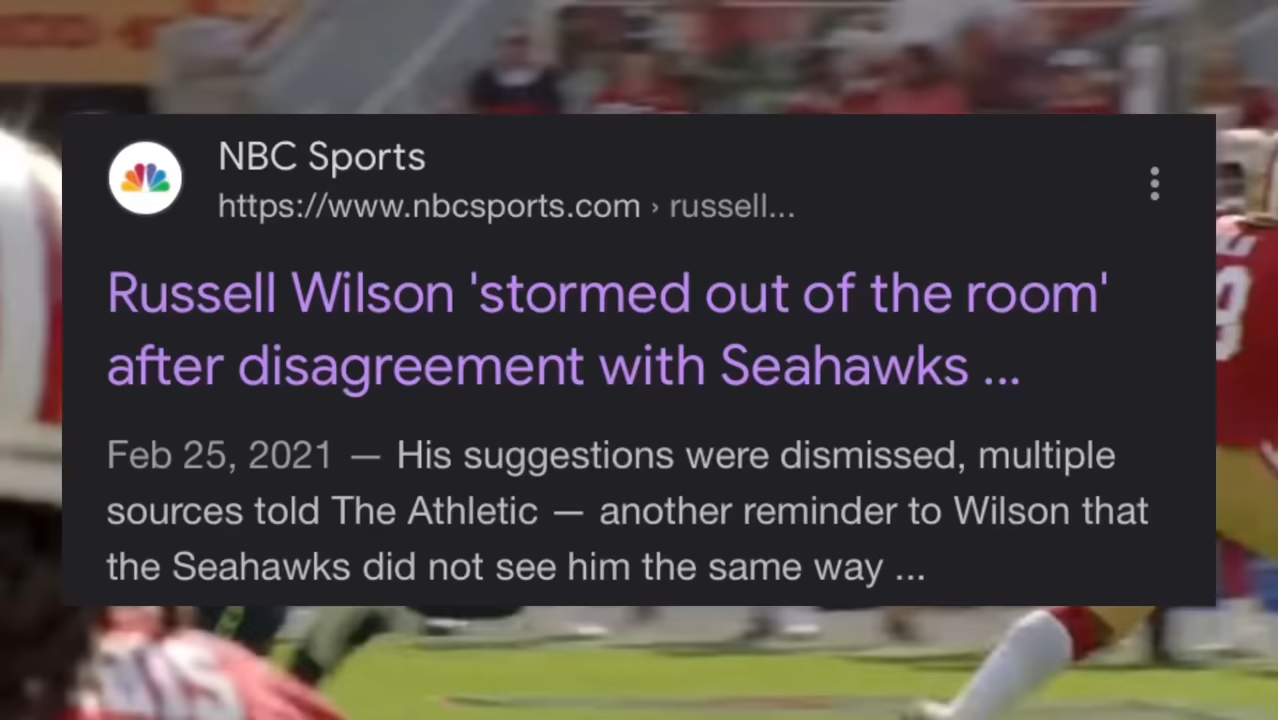 NBC Sports
https://www.nbcsports.com › russell...
Russell Wilson 'stormed out of the room'
after disagreement with Seahawks ...
Feb 25, 2021 — His suggestions were dismissed, multiple
sources told The Athletic — another reminder to Wilson that
the Seahawks did not see him the same way ...